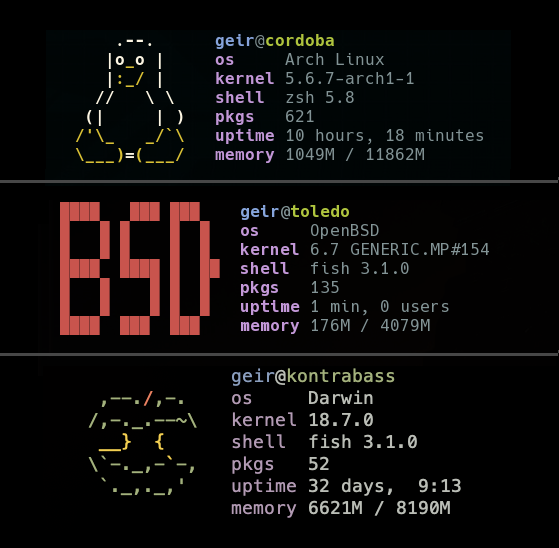 geir@cordoba
os Arch Linux
kernel 5.6.7-arch1-1
shell zsh 5.8
pkgs 621
uptime 10 hours, 18 minutes
memory 1049M / 11862M
BSD
geir@toledo
os OpenBSD
kernel 6.7 GENERIC.MP#154
shell fish 3.1.0
pkgs 135
uptime 1 min, 0 users
memory 176M / 4079M
geir@kontrabass
os Darwin
kernel 18.7.0
shell fish 3.1.0
pkgs 52
uptime 32 days, 9:13
memory 6621M / 8190M